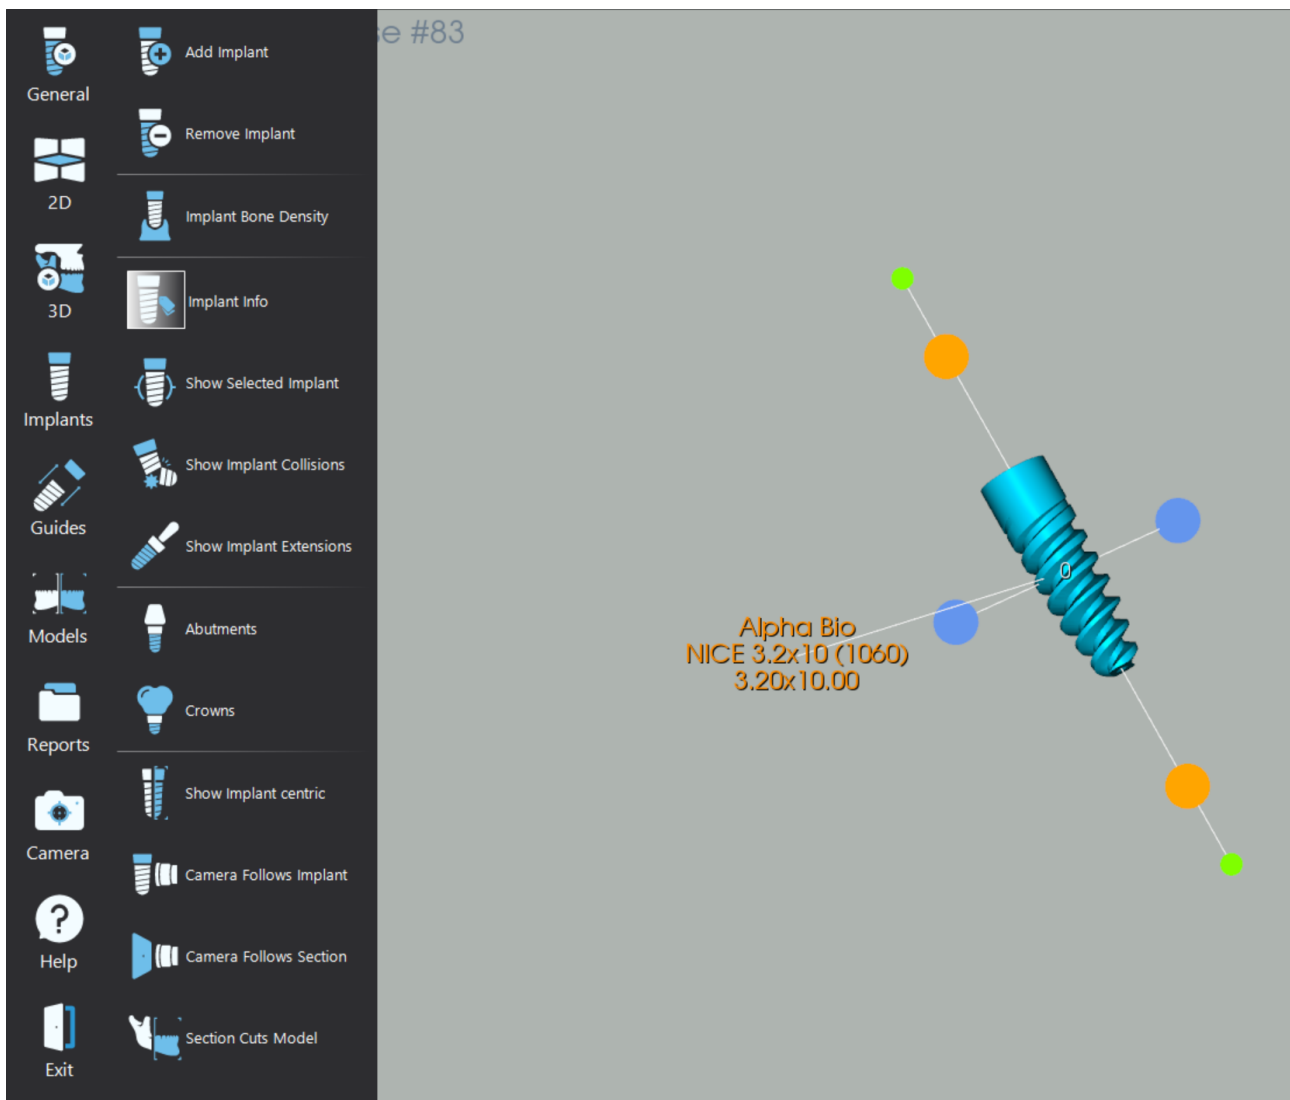 General
2D
3D
Implants
Guides
Models
Reports
Camera
Help
Exit
Add Implant
Remove Implant
Implant Bone Density
Implant Info
Show Selected Implant
Show Implant Collisions
Show Implant Extensions
Abutments
Crowns
Show Implant centric
Camera Follows Implant
Camera Follows Section
Section Cuts Model
se #83
0
Alpha Bio
NICE 3.2x10 (1060)
3.20x10.00